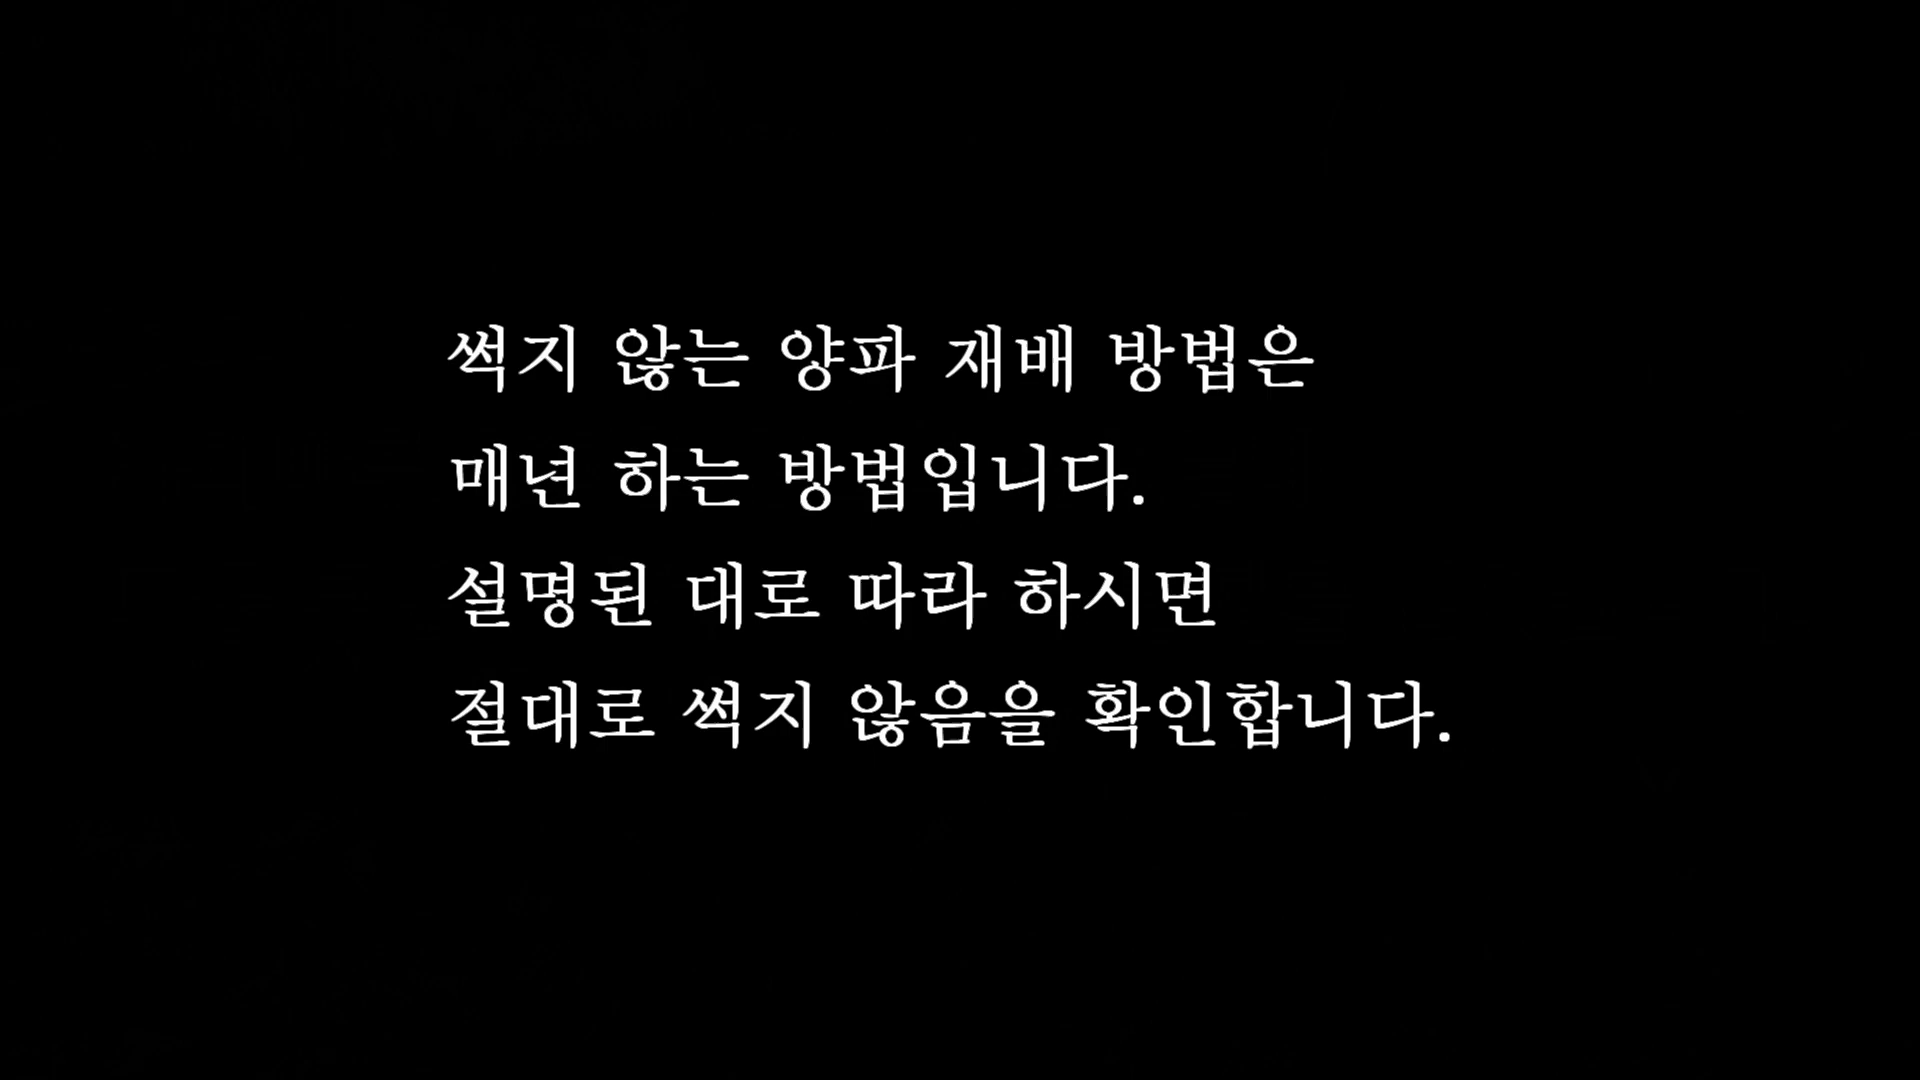 썩지 않는 양파 재배 방법은
매년 하는 방법입니다.
설명된 대로 따라 하시면
절대로 썩지 않음을 확인합니다.